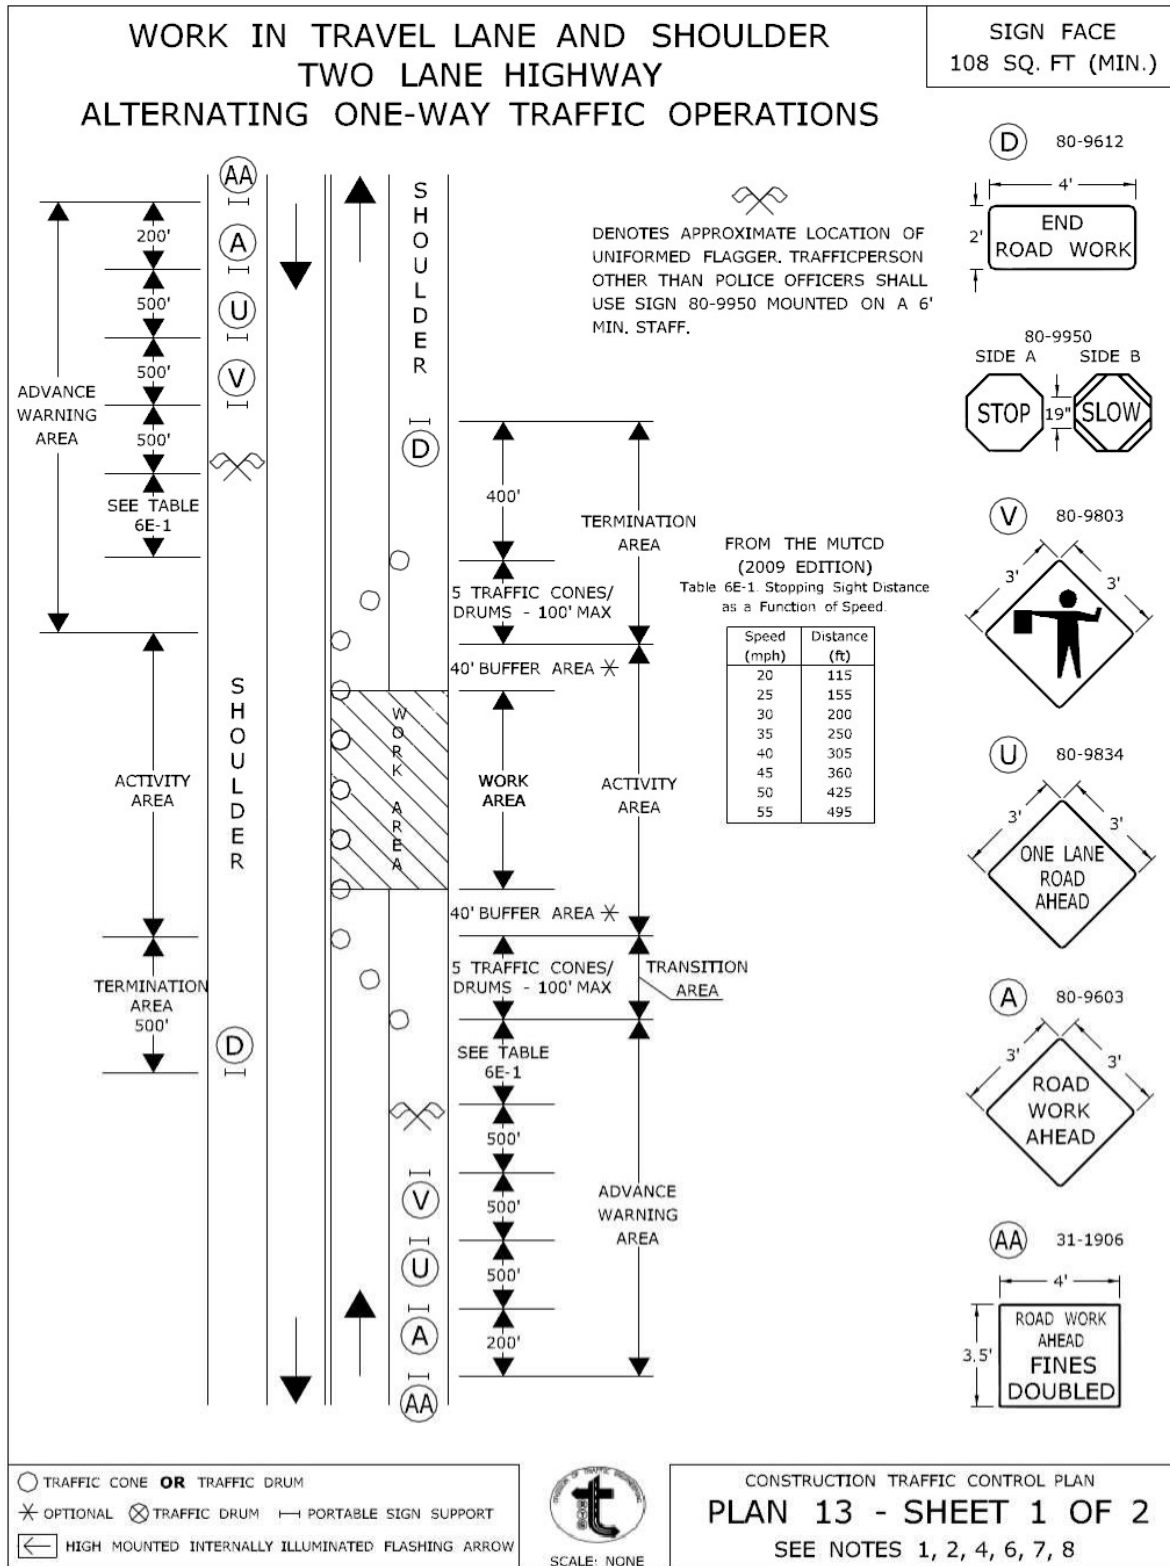 WORK IN TRAVEL LANE AND SHOULDER
TWO LANE HIGHWAY
ALTERNATING ONE-WAY TRAFFIC OPERATIONS
SIGN FACE
108 SQ. FT (MIN.)
AA
200'
A
500'
U
500'
V
500'
ADVANCE
WARNING
AREA
SEE TABLE
6E-1
SHOULDER
ACTIVITY
AREA
TERMINATION
AREA
500'
D
SHOULDER
D
400'
TERMINATION
AREA
5 TRAFFIC CONES/
DRUMS - 100' MAX
40' BUFFER AREA *
WORK AREA
WORK
AREA
ACTIVITY
AREA
40' BUFFER AREA *
5 TRAFFIC CONES/
DRUMS - 100' MAX
TRANSITION
AREA
SEE TABLE
6E-1
500'
V
500'
U
500'
A
200'
AA
ADVANCE
WARNING
AREA
DENOTES APPROXIMATE LOCATION OF
UNIFORMED FLAGGER. TRAFFICPERSON
OTHER THAN POLICE OFFICERS SHALL
USE SIGN 80-9950 MOUNTED ON A 6'
MIN. STAFF.
FROM THE MUTCD
(2009 EDITION)
Table 6E-1. Stopping Sight Distance
as a Function of Speed.
Speed Distance
(mph) (ft)
20 115
25 155
30 200
35 250
40 305
45 360
50 425
55 495
D 80-9612
4'
2'
END
ROAD WORK
80-9950
SIDE A SIDE B
STOP 19" SLOW
V 80-9803
3' 3'
U 80-9834
3' 3'
ONE LANE
ROAD
AHEAD
A 80-9603
3' 3'
ROAD
WORK
AHEAD
AA 31-1906
4'
3.5'
ROAD WORK
AHEAD
FINES
DOUBLED
TRAFFIC CONE OR TRAFFIC DRUM
* OPTIONAL TRAFFIC DRUM PORTABLE SIGN SUPPORT
HIGH MOUNTED INTERNALLY ILLUMINATED FLASHING ARROW
DIVISION OF TRAFFIC ENGINEERING
t
SCALE: NONE
CONSTRUCTION TRAFFIC CONTROL PLAN
PLAN 13 - SHEET 1 OF 2
SEE NOTES 1, 2, 4, 6, 7, 8